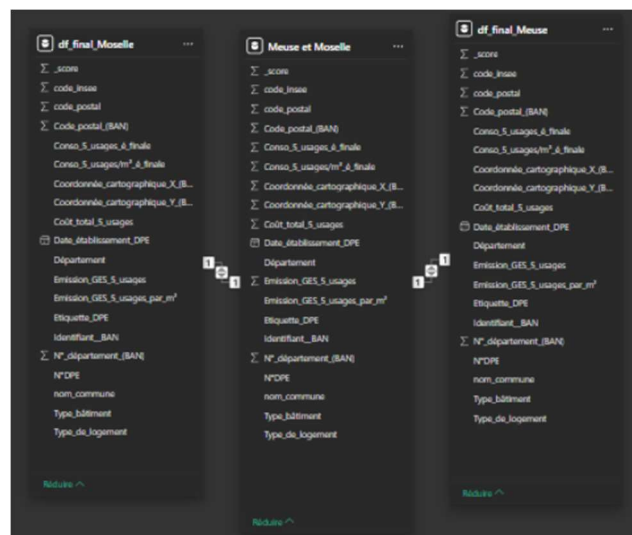 df_final_Moselle
_score
code_insee
code_postal
Code_postal_(BAN)
Conso_5_usages_é_finale
Conso_5_usages/m²_é_finale
Coordonnée_cartographique_X_(B...
Coordonnée_cartographique_Y_(B...
Coût_total_5_usages
Date_établissement_DPE
Département
Emission_GES_5_usages
Emission_GES_5_usages_par_m²
Etiquette_DPE
Identifiant__BAN
N°_département_(BAN)
N°DPE
nom_commune
Type_bâtiment
Type_de_logement
Réduire
1
1
Meuse et Moselle
_score
code_insee
code_postal
Code_postal_(BAN)
Conso_5_usages_é_finale
Conso_5_usages/m²_é_finale
Coordonnée_cartographique_X_(B...
Coordonnée_cartographique_Y_(B...
Coût_total_5_usages
Date_établissement_DPE
Département
Emission_GES_5_usages
Emission_GES_5_usages_par_m²
Etiquette_DPE
Identifiant__BAN
N°_département_(BAN)
N°DPE
nom_commune
Type_bâtiment
Type_de_logement
Réduire
1
1
df_final_Meuse
_score
code_insee
code_postal
Code_postal_(BAN)
Conso_5_usages_é_finale
Conso_5_usages/m²_é_finale
Coordonnée_cartographique_X_(B...
Coordonnée_cartographique_Y_(B...
Coût_total_5_usages
Date_établissement_DPE
Département
Emission_GES_5_usages
Emission_GES_5_usages_par_m²
Etiquette_DPE
Identifiant__BAN
N°_département_(BAN)
N°DPE
nom_commune
Type_bâtiment
Type_de_logement
Réduire